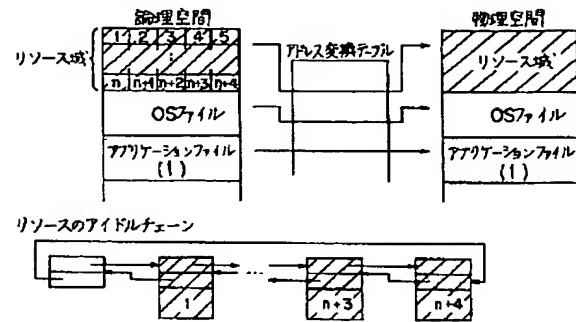 論理空間
物理空間
1 2 3 4 5
リソース域
⋮
n n+1 n+2 n+3 n+4
アドレス変換テーブル
リソース域
OSファイル
OSファイル
アプリケーションファイル
(1)
アプリケーションファイル
(1)
リソースのアイドルチェーン
...
1
n+3
n+4